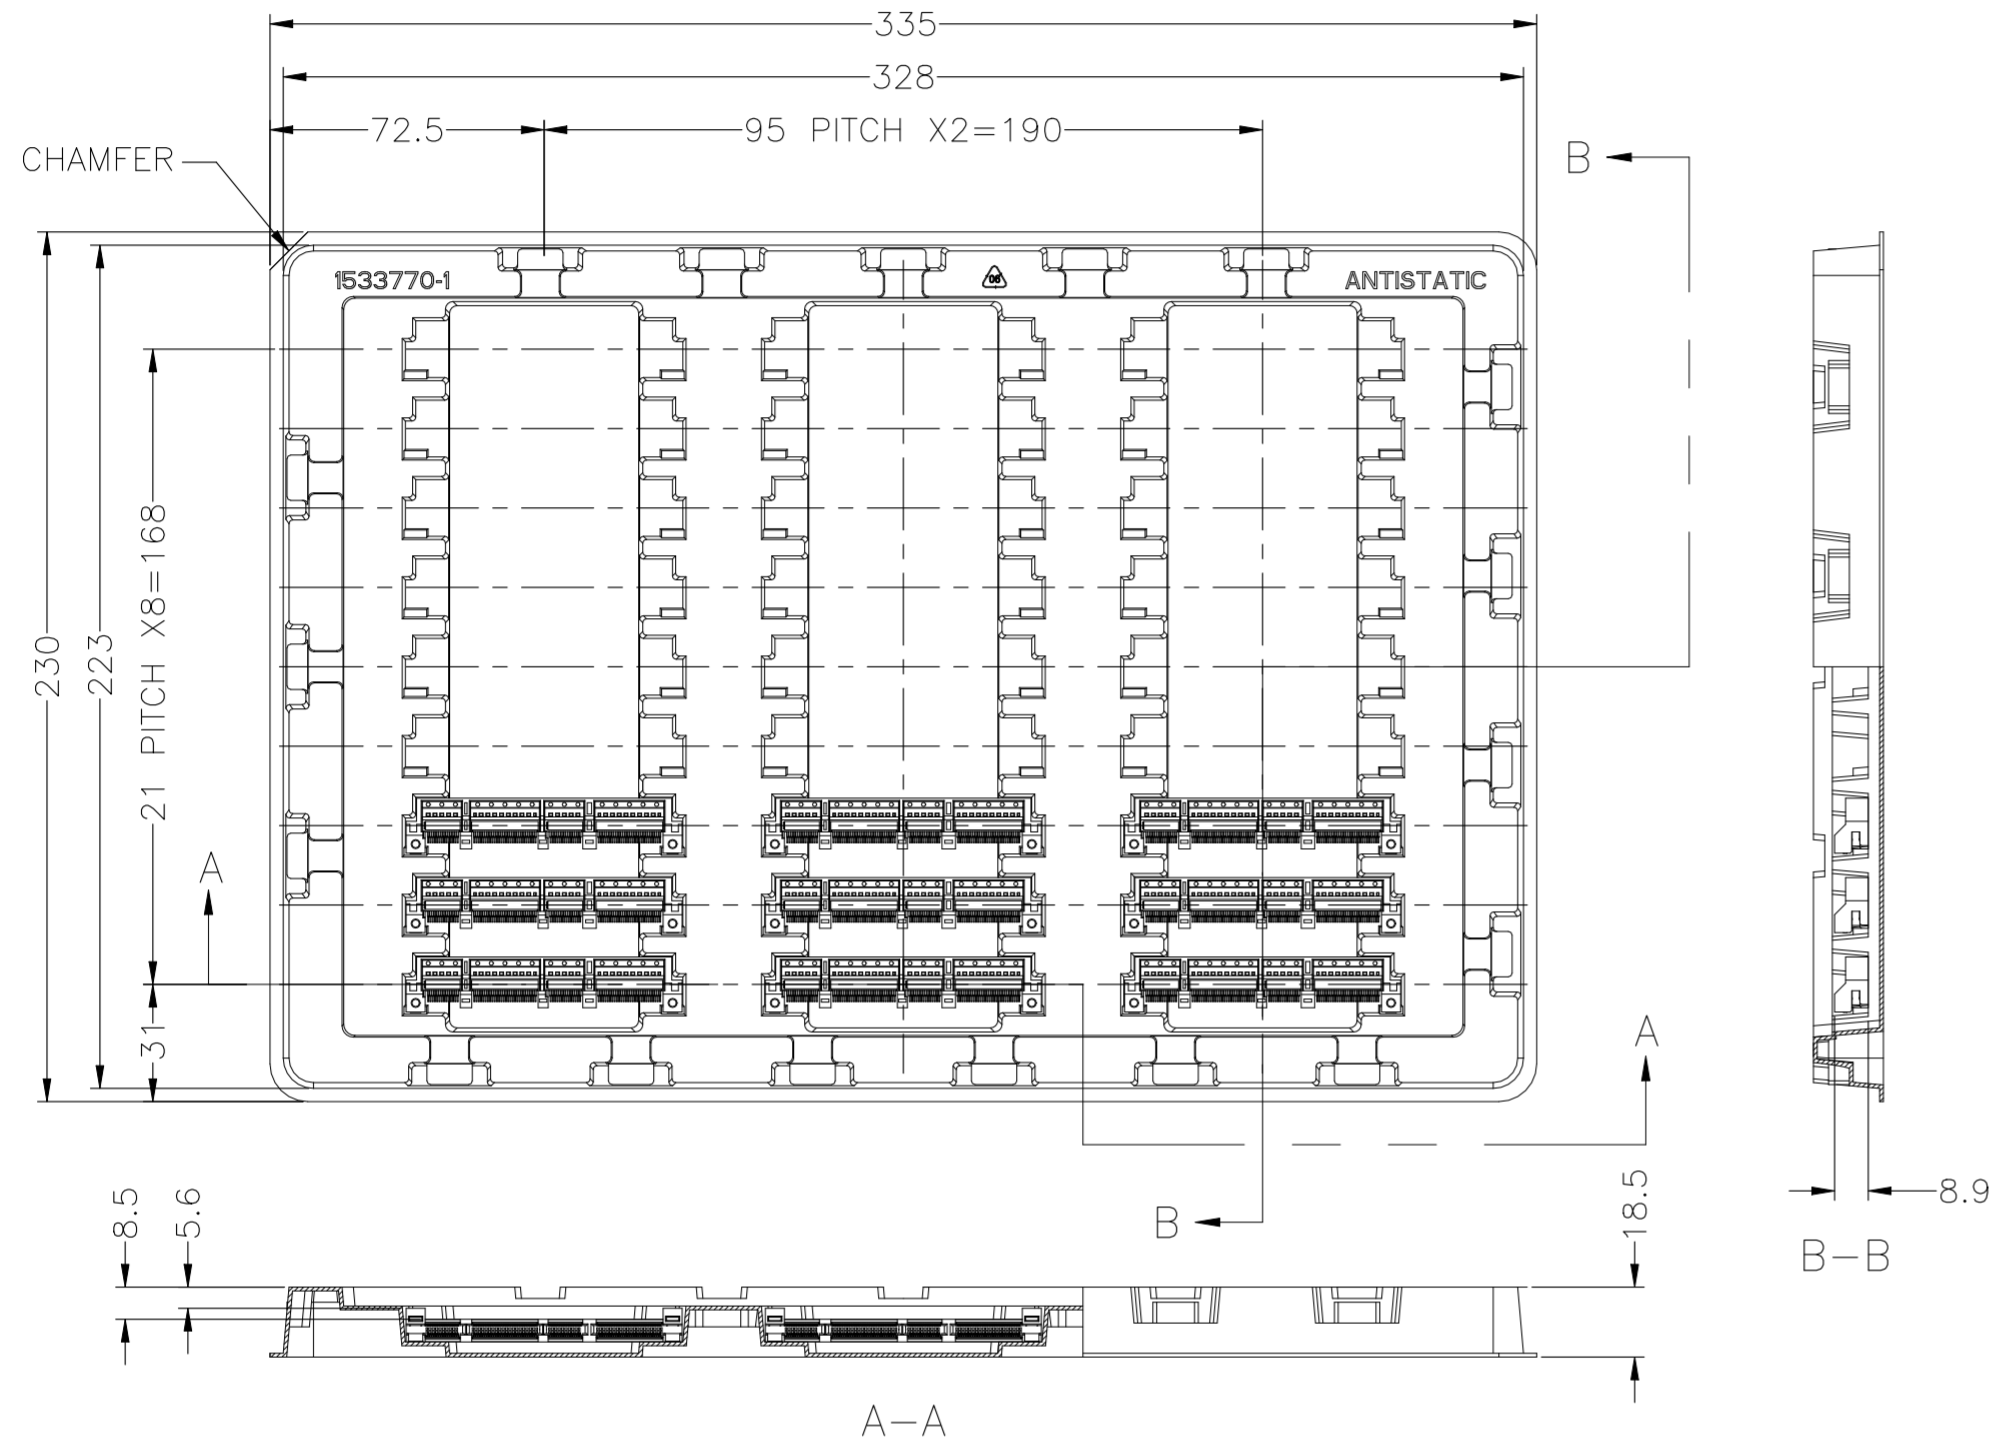 335
328
72.5
95 PITCH X2=190
CHAMFER
B
1533770-1
06
ANTISTATIC
230
223
21 PITCH X8=168
31
A
A
B
8.5
5.6
18.5
8.9
B-B
A-A